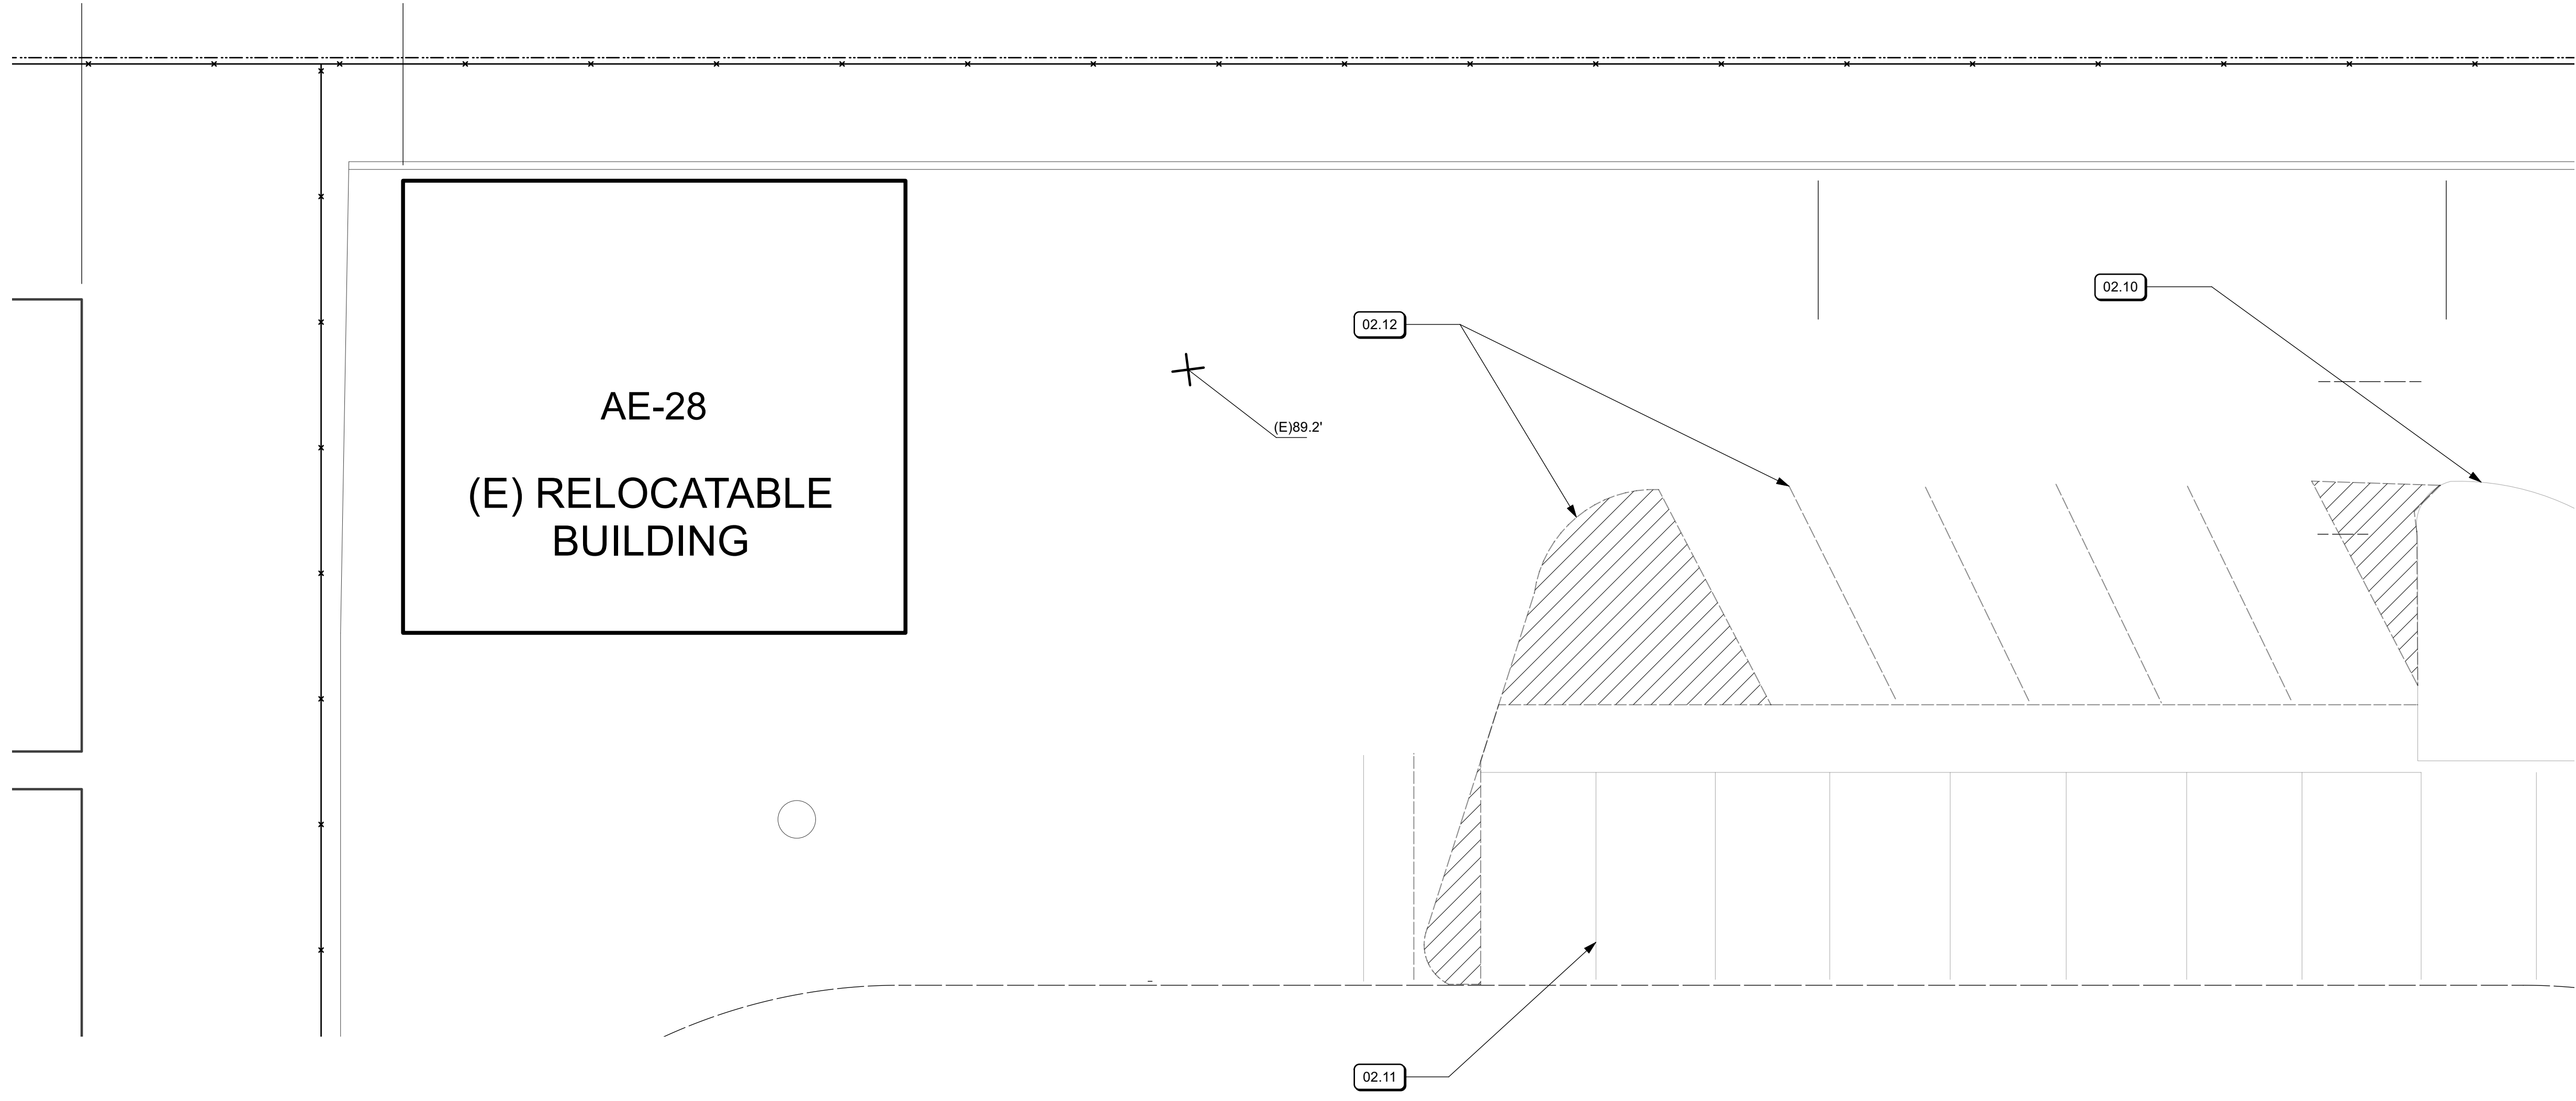 02.10
02.12
AE-28
(E)89.2'
(E) RELOCATABLE
BUILDING
02.11